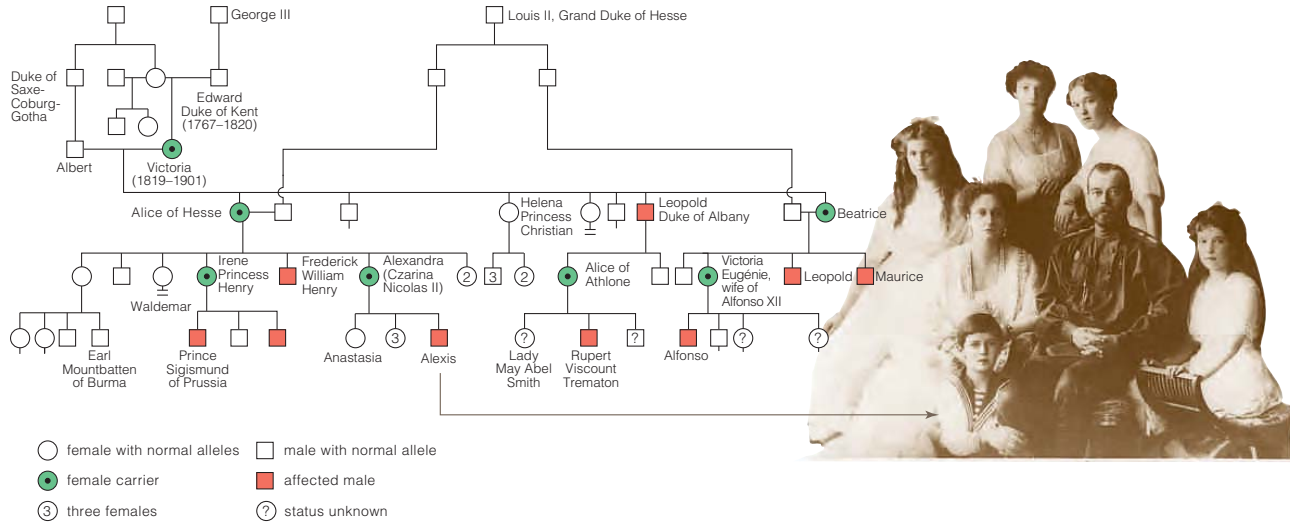 George III
Louis II, Grand Duke of Hesse
Duke of
Saxe-
Coburg-
Gotha
Edward
Duke of Kent
(1767–1820)
Albert
Victoria
(1819–1901)
Alice of Hesse
Helena
Princess
Christian
Leopold
Duke of Albany
Beatrice
Waldemar
Irene
Princess
Henry
Frederick
William
Henry
Alexandra
(Czarina
Nicolas II)
2
3
2
Alice of
Athlone
Victoria
Eugénie,
wife of
Alfonso XII
Leopold
Maurice
Earl
Mountbatten
of Burma
Prince
Sigismund
of Prussia
Anastasia
3
Alexis
?
Lady
May Abel
Smith
Rupert
Viscount
Trematon
?
Alfonso
?
?
female with normal alleles
male with normal allele
female carrier
affected male
3 three females
? status unknown